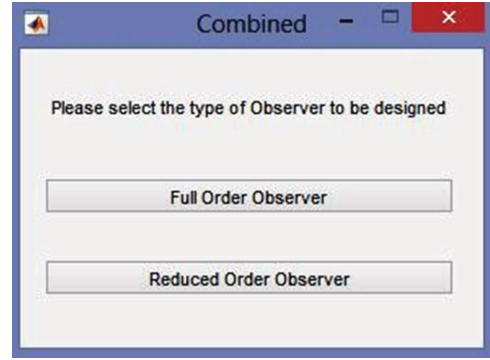 Combined
Please select the type of Observer to be designed
Full Order Observer
Reduced Order Observer